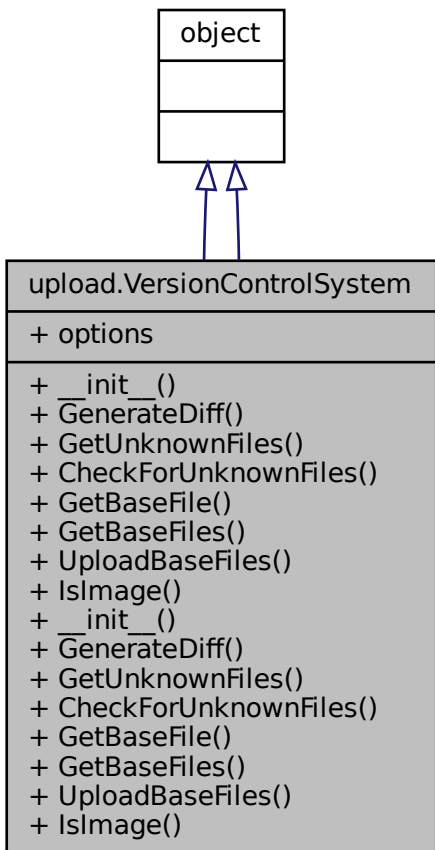 object
upload.VersionControlSystem
+ options
+ __init__()
+ GenerateDiff()
+ GetUnknownFiles()
+ CheckForUnknownFiles()
+ GetBaseFile()
+ GetBaseFiles()
+ UploadBaseFiles()
+ IsImage()
+ __init__()
+ GenerateDiff()
+ GetUnknownFiles()
+ CheckForUnknownFiles()
+ GetBaseFile()
+ GetBaseFiles()
+ UploadBaseFiles()
+ IsImage()